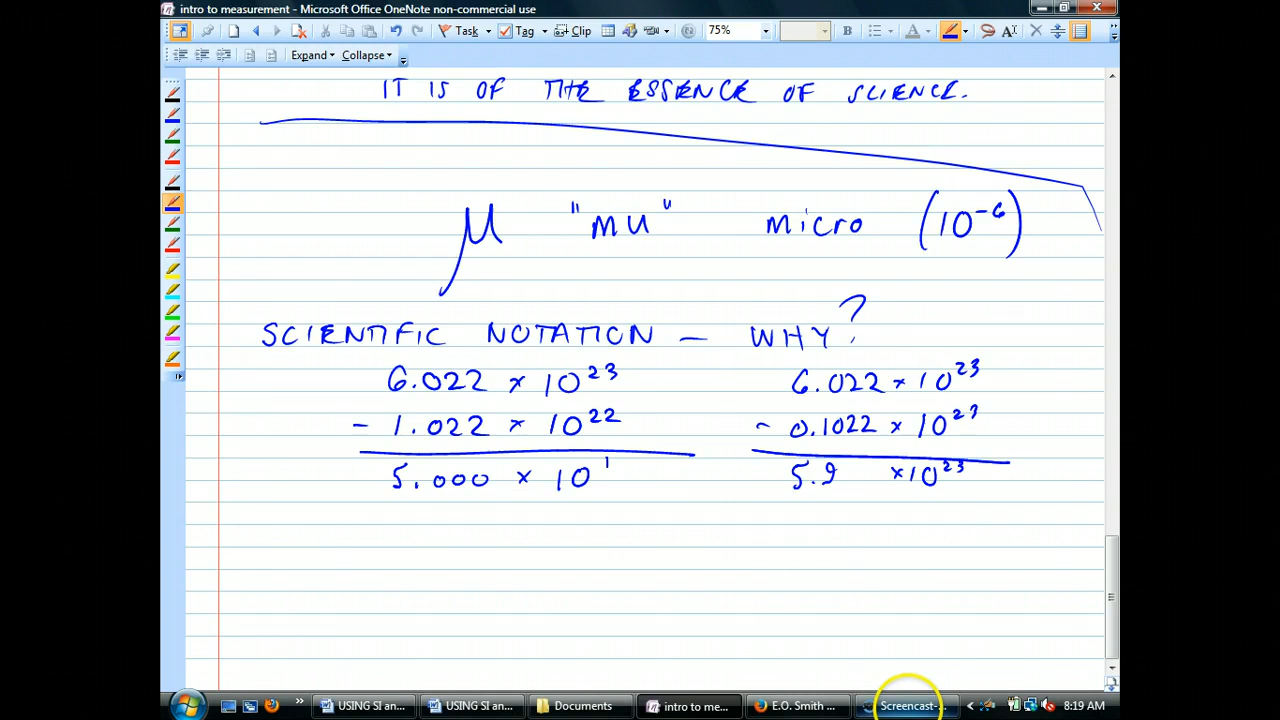 intro to measurement - Microsoft Office OneNote non-commercial use
Task Tag Clip 75% B A
Expand Collapse
IT IS OF THE ESSENCE OF SCIENCE.
μ "MU" micro (10⁻⁶)
SCIENTIFIC NOTATION – WHY?
6.022 × 10²³ 6.022 × 10²³
- 1.022 × 10²² - 0.1022 × 10²³
5.000 × 10¹ 5.9 ×10²³
USING SI an... USING SI an... Documents intro to me... E.O. Smith ... Screencast-... 8:19 AM